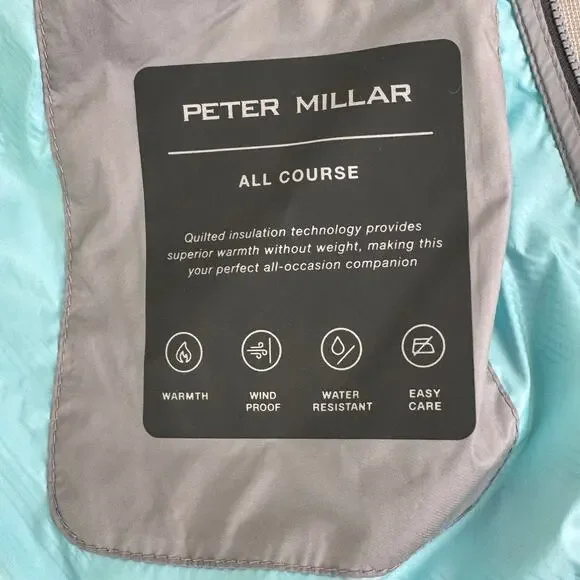 PETER MILLAR
ALL COURSE
Quilted insulation technology provides
superior warmth without weight, making this
your perfect all-occasion companion
WARMTH
WIND
PROOF
WATER
RESISTANT
EASY
CARE